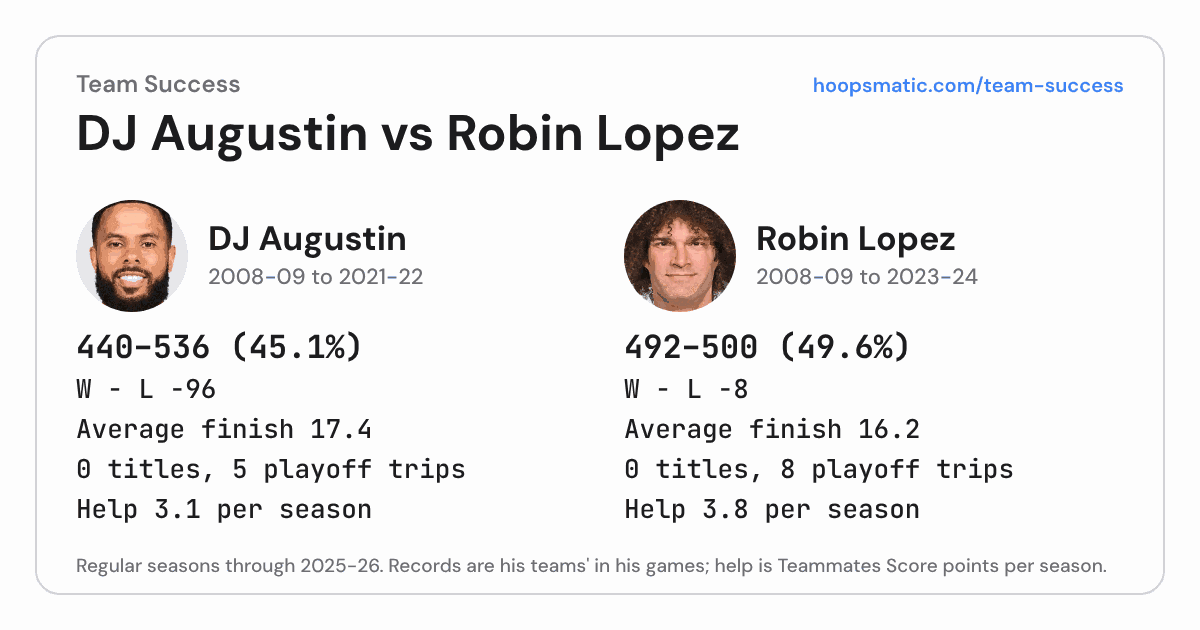 Team Success
hoopsmatic.com/team-success
DJ Augustin vs Robin Lopez
DJ Augustin
2008-09 to 2021-22
440-536 (45.1%)
W - L -96
Average finish 17.4
0 titles, 5 playoff trips
Help 3.1 per season
Robin Lopez
2008-09 to 2023-24
492-500 (49.6%)
W - L -8
Average finish 16.2
0 titles, 8 playoff trips
Help 3.8 per season
Regular seasons through 2025-26. Records are his teams' in his games; help is Teammates Score points per season.